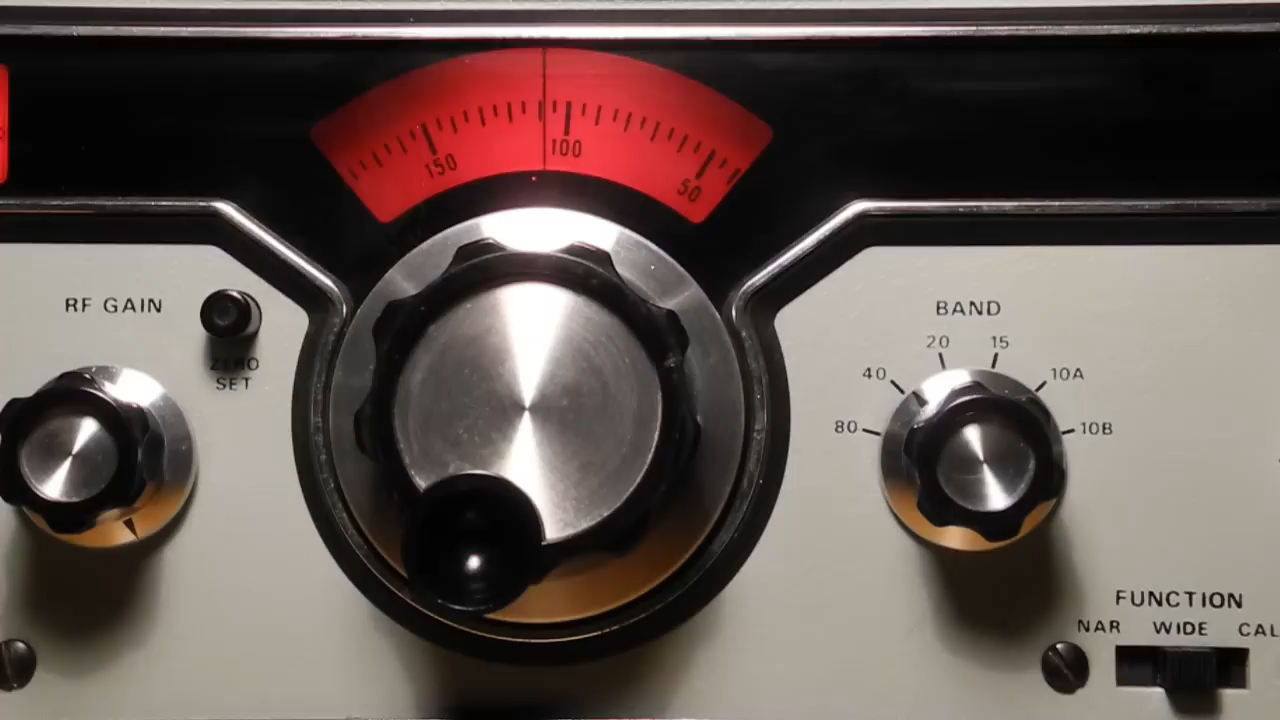 150
100
50
RF GAIN
ZERO
SET
BAND
80
40
20
15
10A
10B
FUNCTION
NAR WIDE CAL